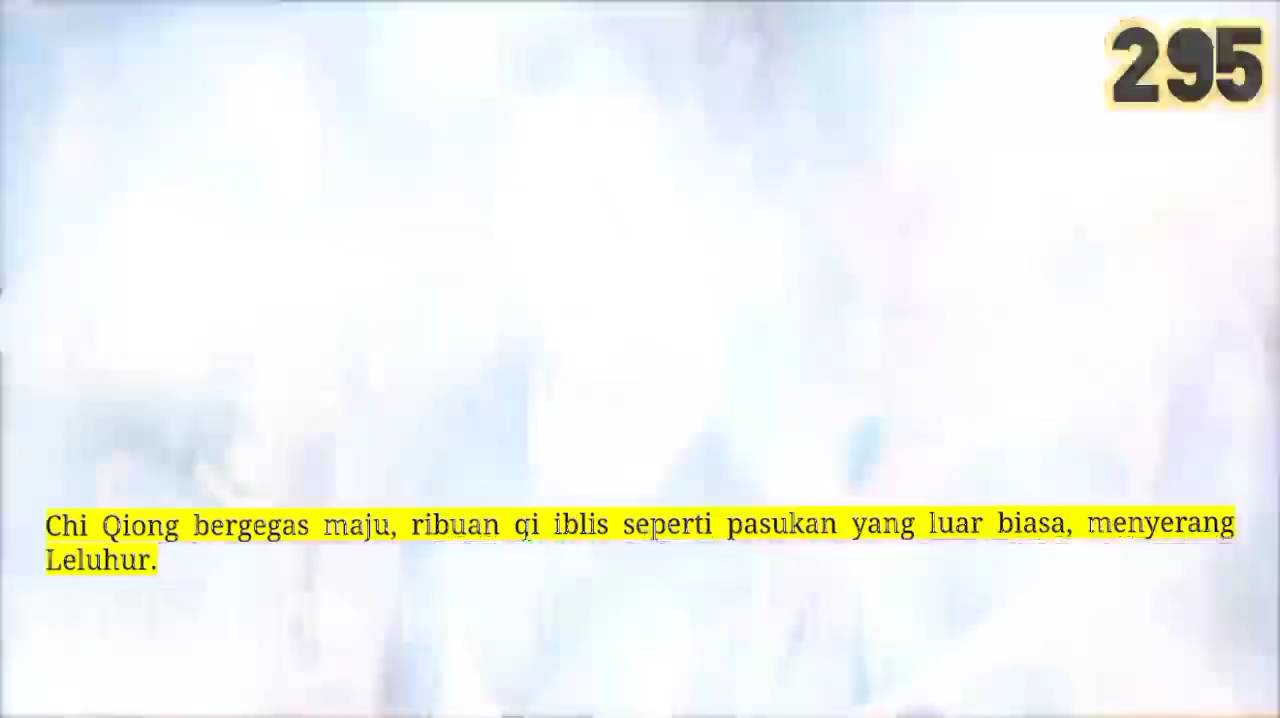 295
Chi Qiong bergegas maju, ribuan qi iblis seperti pasukan yang luar biasa, menyerang
Leluhur.